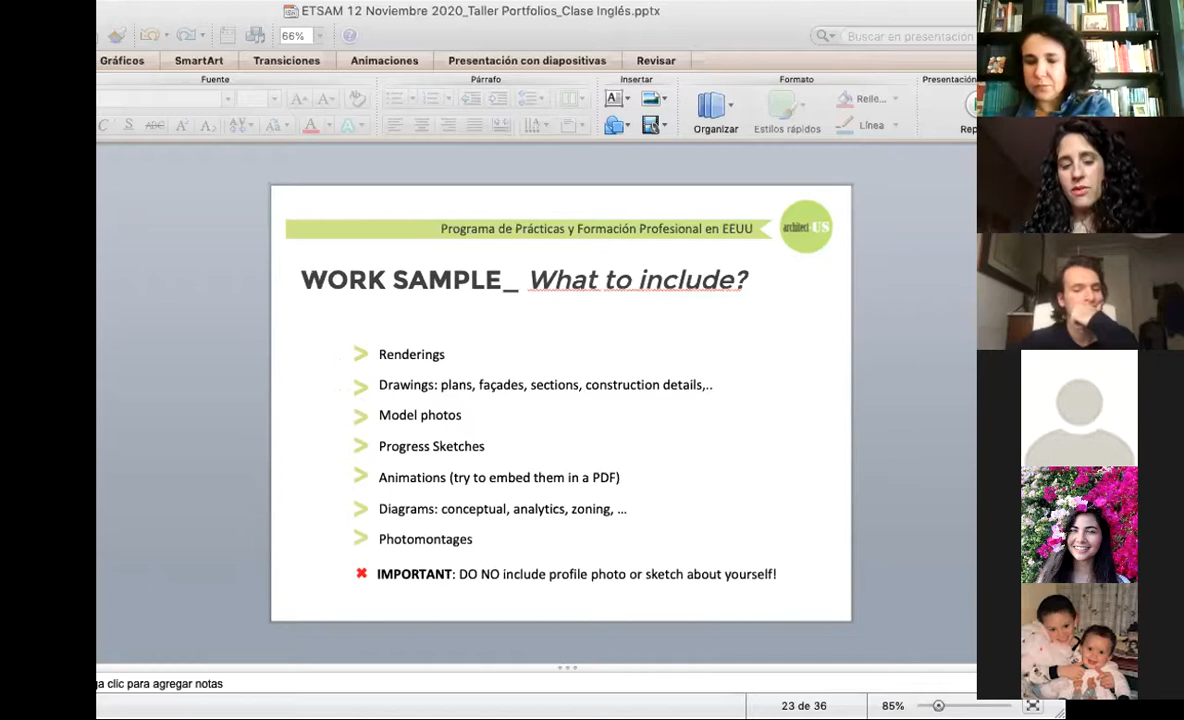 ETSAM 12 Noviembre 2020_Taller Portfolios_Clase Inglés.pptx
66%
Buscar en presentación
Gráficos SmartArt Transiciones Animaciones Presentación con diapositivas Revisar
Fuente Párrafo Insertar Formato Presentación
Relle...
Organizar Estilos rápidos Línea Rep
Programa de Prácticas y Formación Profesional en EEUU
architect US
WORK SAMPLE_ What to include?
Renderings
Drawings: plans, façades, sections, construction details,..
Model photos
Progress Sketches
Animations (try to embed them in a PDF)
Diagrams: conceptual, analytics, zoning, ...
Photomontages
IMPORTANT: DO NO include profile photo or sketch about yourself!
ga clic para agregar notas
23 de 36 85%